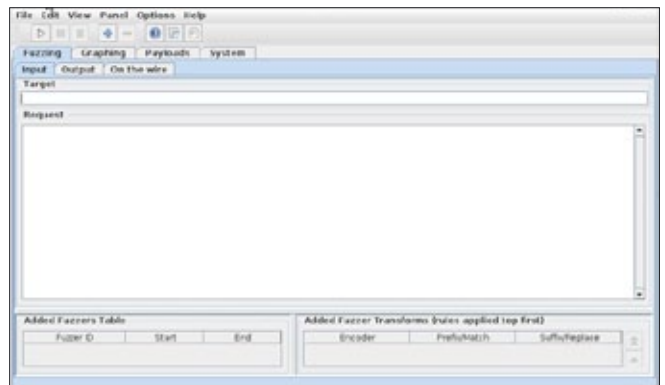 File Edit View Panel Options Help
Fuzzing Graphing Payloads System
Input Output On the wire
Target
Request
Added Fuzzers Table
Added Fuzzer Transforms (rules applied top first)
Fuzzer ID Start End
Encoder Prefix/Match Suffix/Replace